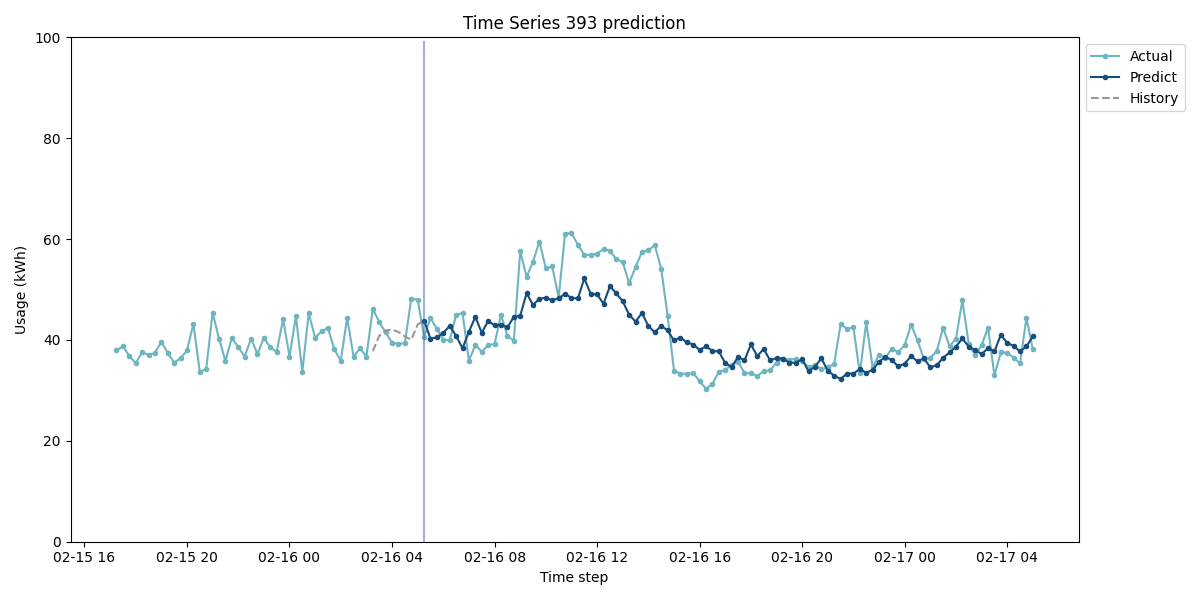 Time Series 393 prediction
100
80
60
40
20
0
Usage (kWh)
02-15 16 02-15 20 02-16 00 02-16 04 02-16 08 02-16 12 02-16 16 02-16 20 02-17 00 02-17 04
Time step
Actual
Predict
History